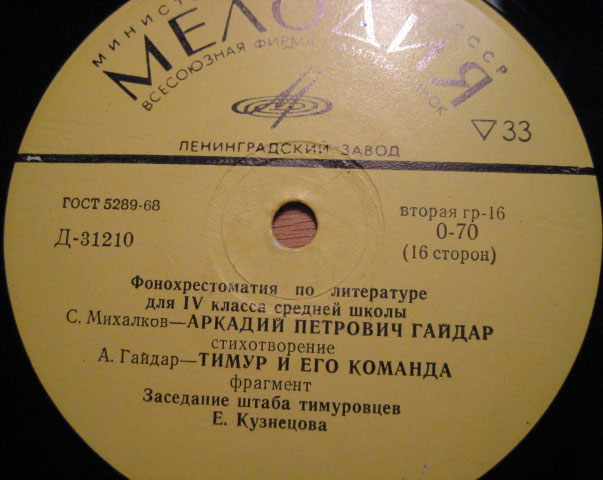 МИНИСТ
СССР
МЕЛОДИЯ
ВСЕСОЮЗНАЯ ФИРМА
ЛЕНИНГРАДСКИЙ ЗАВОД
▽33
ГОСТ 5289-68
вторая гр-16
Д-31210
0-70
(16 сторон)
Фонохрестоматия по литературе
для IV класса средней школы
С. Михалков—АРКАДИЙ ПЕТРОВИЧ ГАЙДАР
стихотворение
А. Гайдар—ТИМУР И ЕГО КОМАНДА
фрагмент
Заседание штаба тимуровцев
Е. Кузнецова